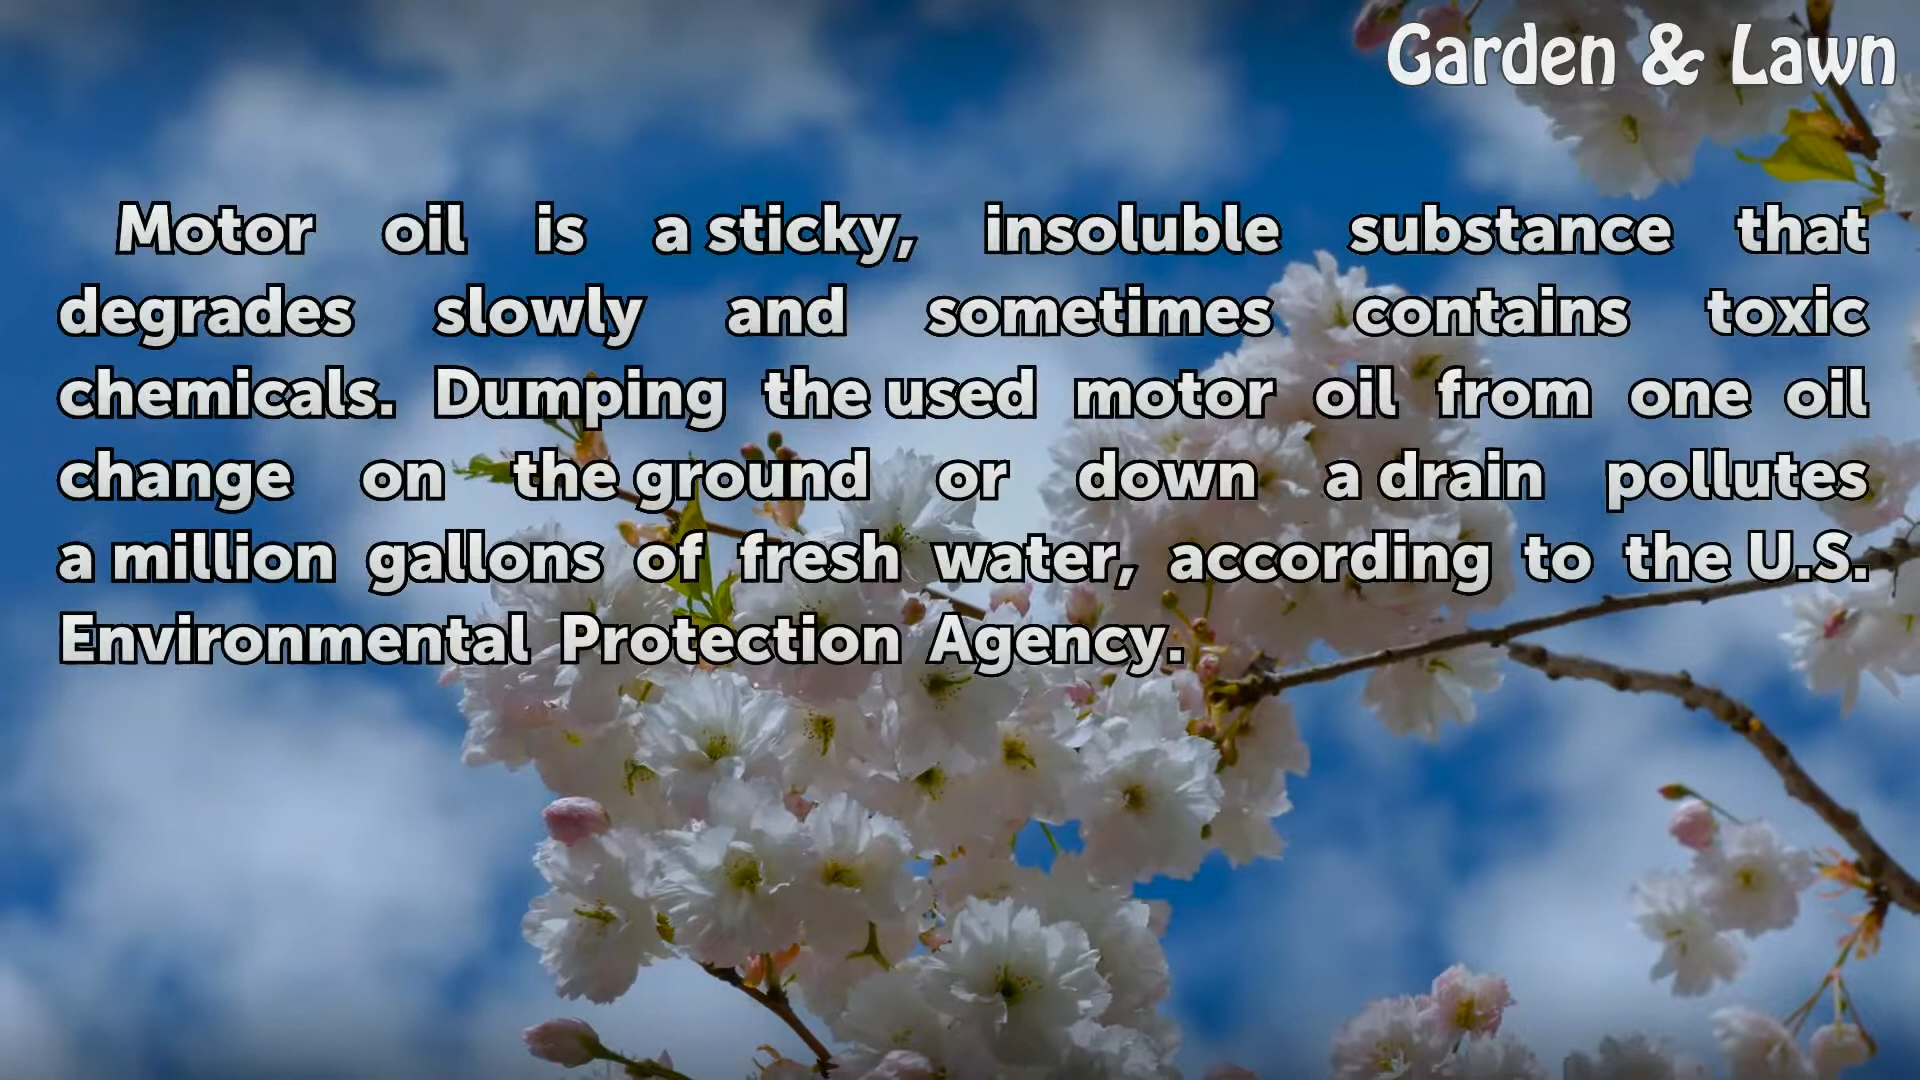 Garden & Lawn
Motor oil is a sticky, insoluble substance that
degrades slowly and sometimes contains toxic
chemicals. Dumping the used motor oil from one oil
change on the ground or down a drain pollutes
a million gallons of fresh water, according to the U.S.
Environmental Protection Agency.